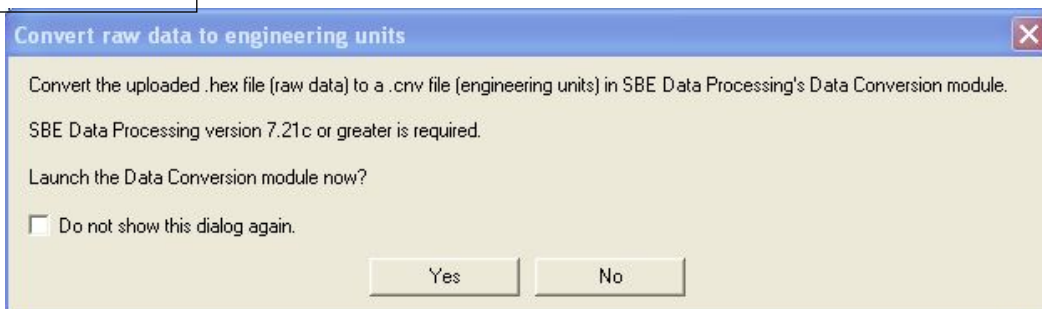 Convert raw data to engineering units
Convert the uploaded .hex file (raw data) to a .cnv file (engineering units) in SBE Data Processing's Data Conversion module.
SBE Data Processing version 7.21c or greater is required.
Launch the Data Conversion module now?
Do not show this dialog again.
Yes
No